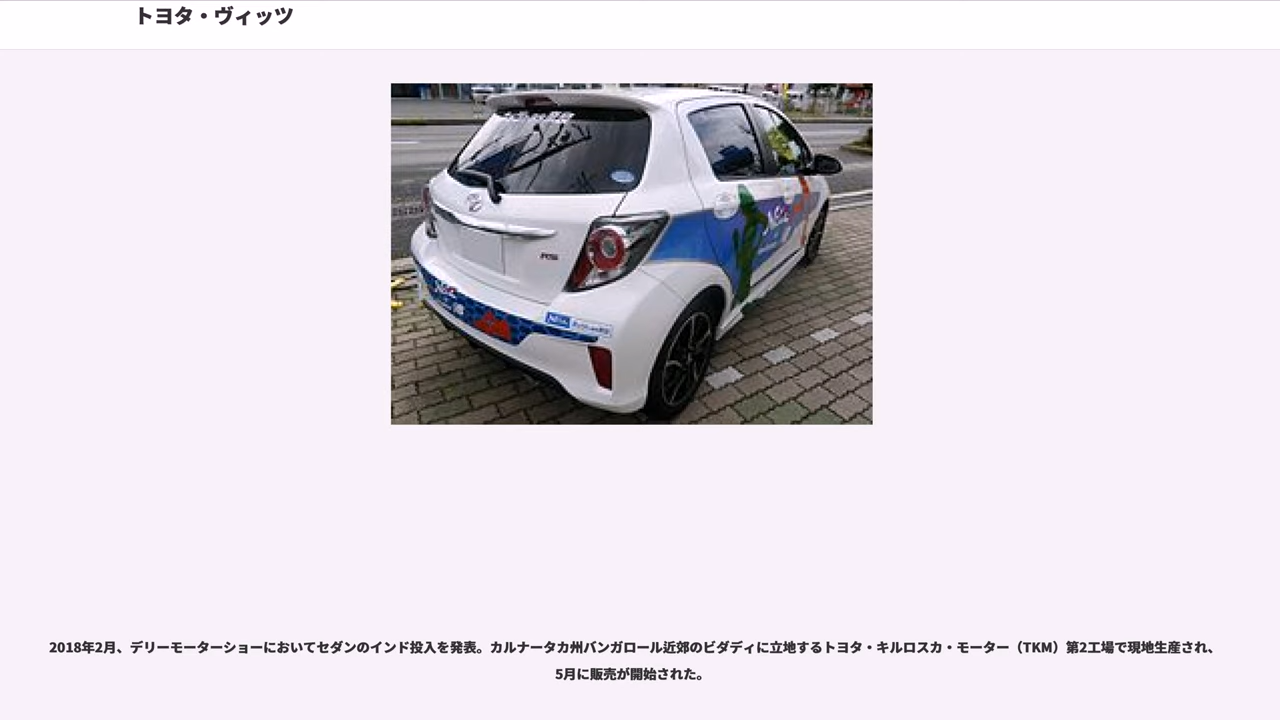 トヨタ・ヴィッツ
RS
2018年2月、デリーモーターショーにおいてセダンのインド投入を発表。カルナータカ州バンガロール近郊のビダディに立地するトヨタ・キルロスカ・モーター（TKM）第2工場で現地生産され、
5月に販売が開始された。